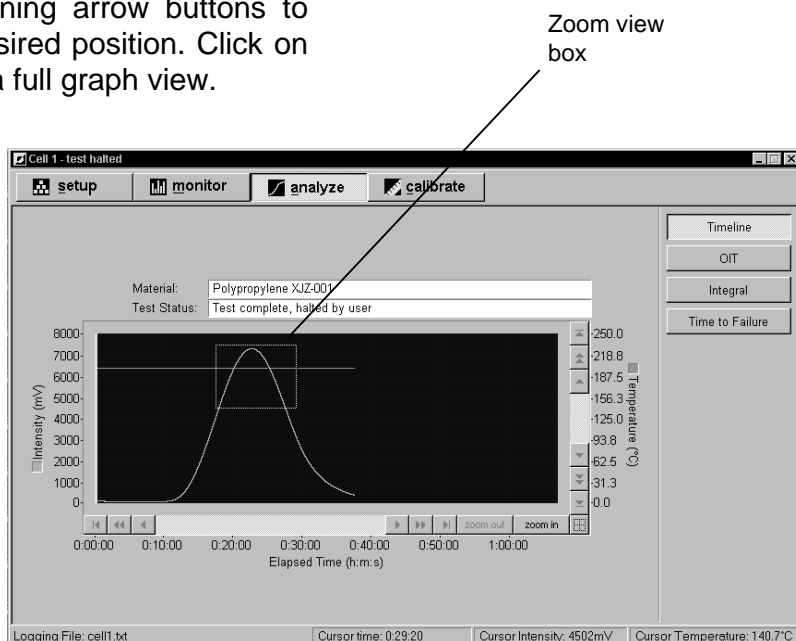 ning arrow buttons to
sired position. Click on
a full graph view.
Zoom view
box
Cell 1 - test halted
setup monitor analyze calibrate
Timeline
OIT
Integral
Time to Failure
Material: Polypropylene XJZ-001
Test Status: Test complete, halted by user
8000
7000
6000
5000
4000
3000
2000
1000
0
Intensity (mV)
250.0
218.8
187.5
156.3
125.0
93.8
62.5
31.3
0.0
Temperature (°C)
zoom out zoom in
0:00:00 0:10:00 0:20:00 0:30:00 0:40:00 0:50:00 1:00:00
Elapsed Time (h:m:s)
Logging File: cell1.txt Cursor time: 0:29:20 Cursor Intensity: 4502mV Cursor Temperature: 140.7°C